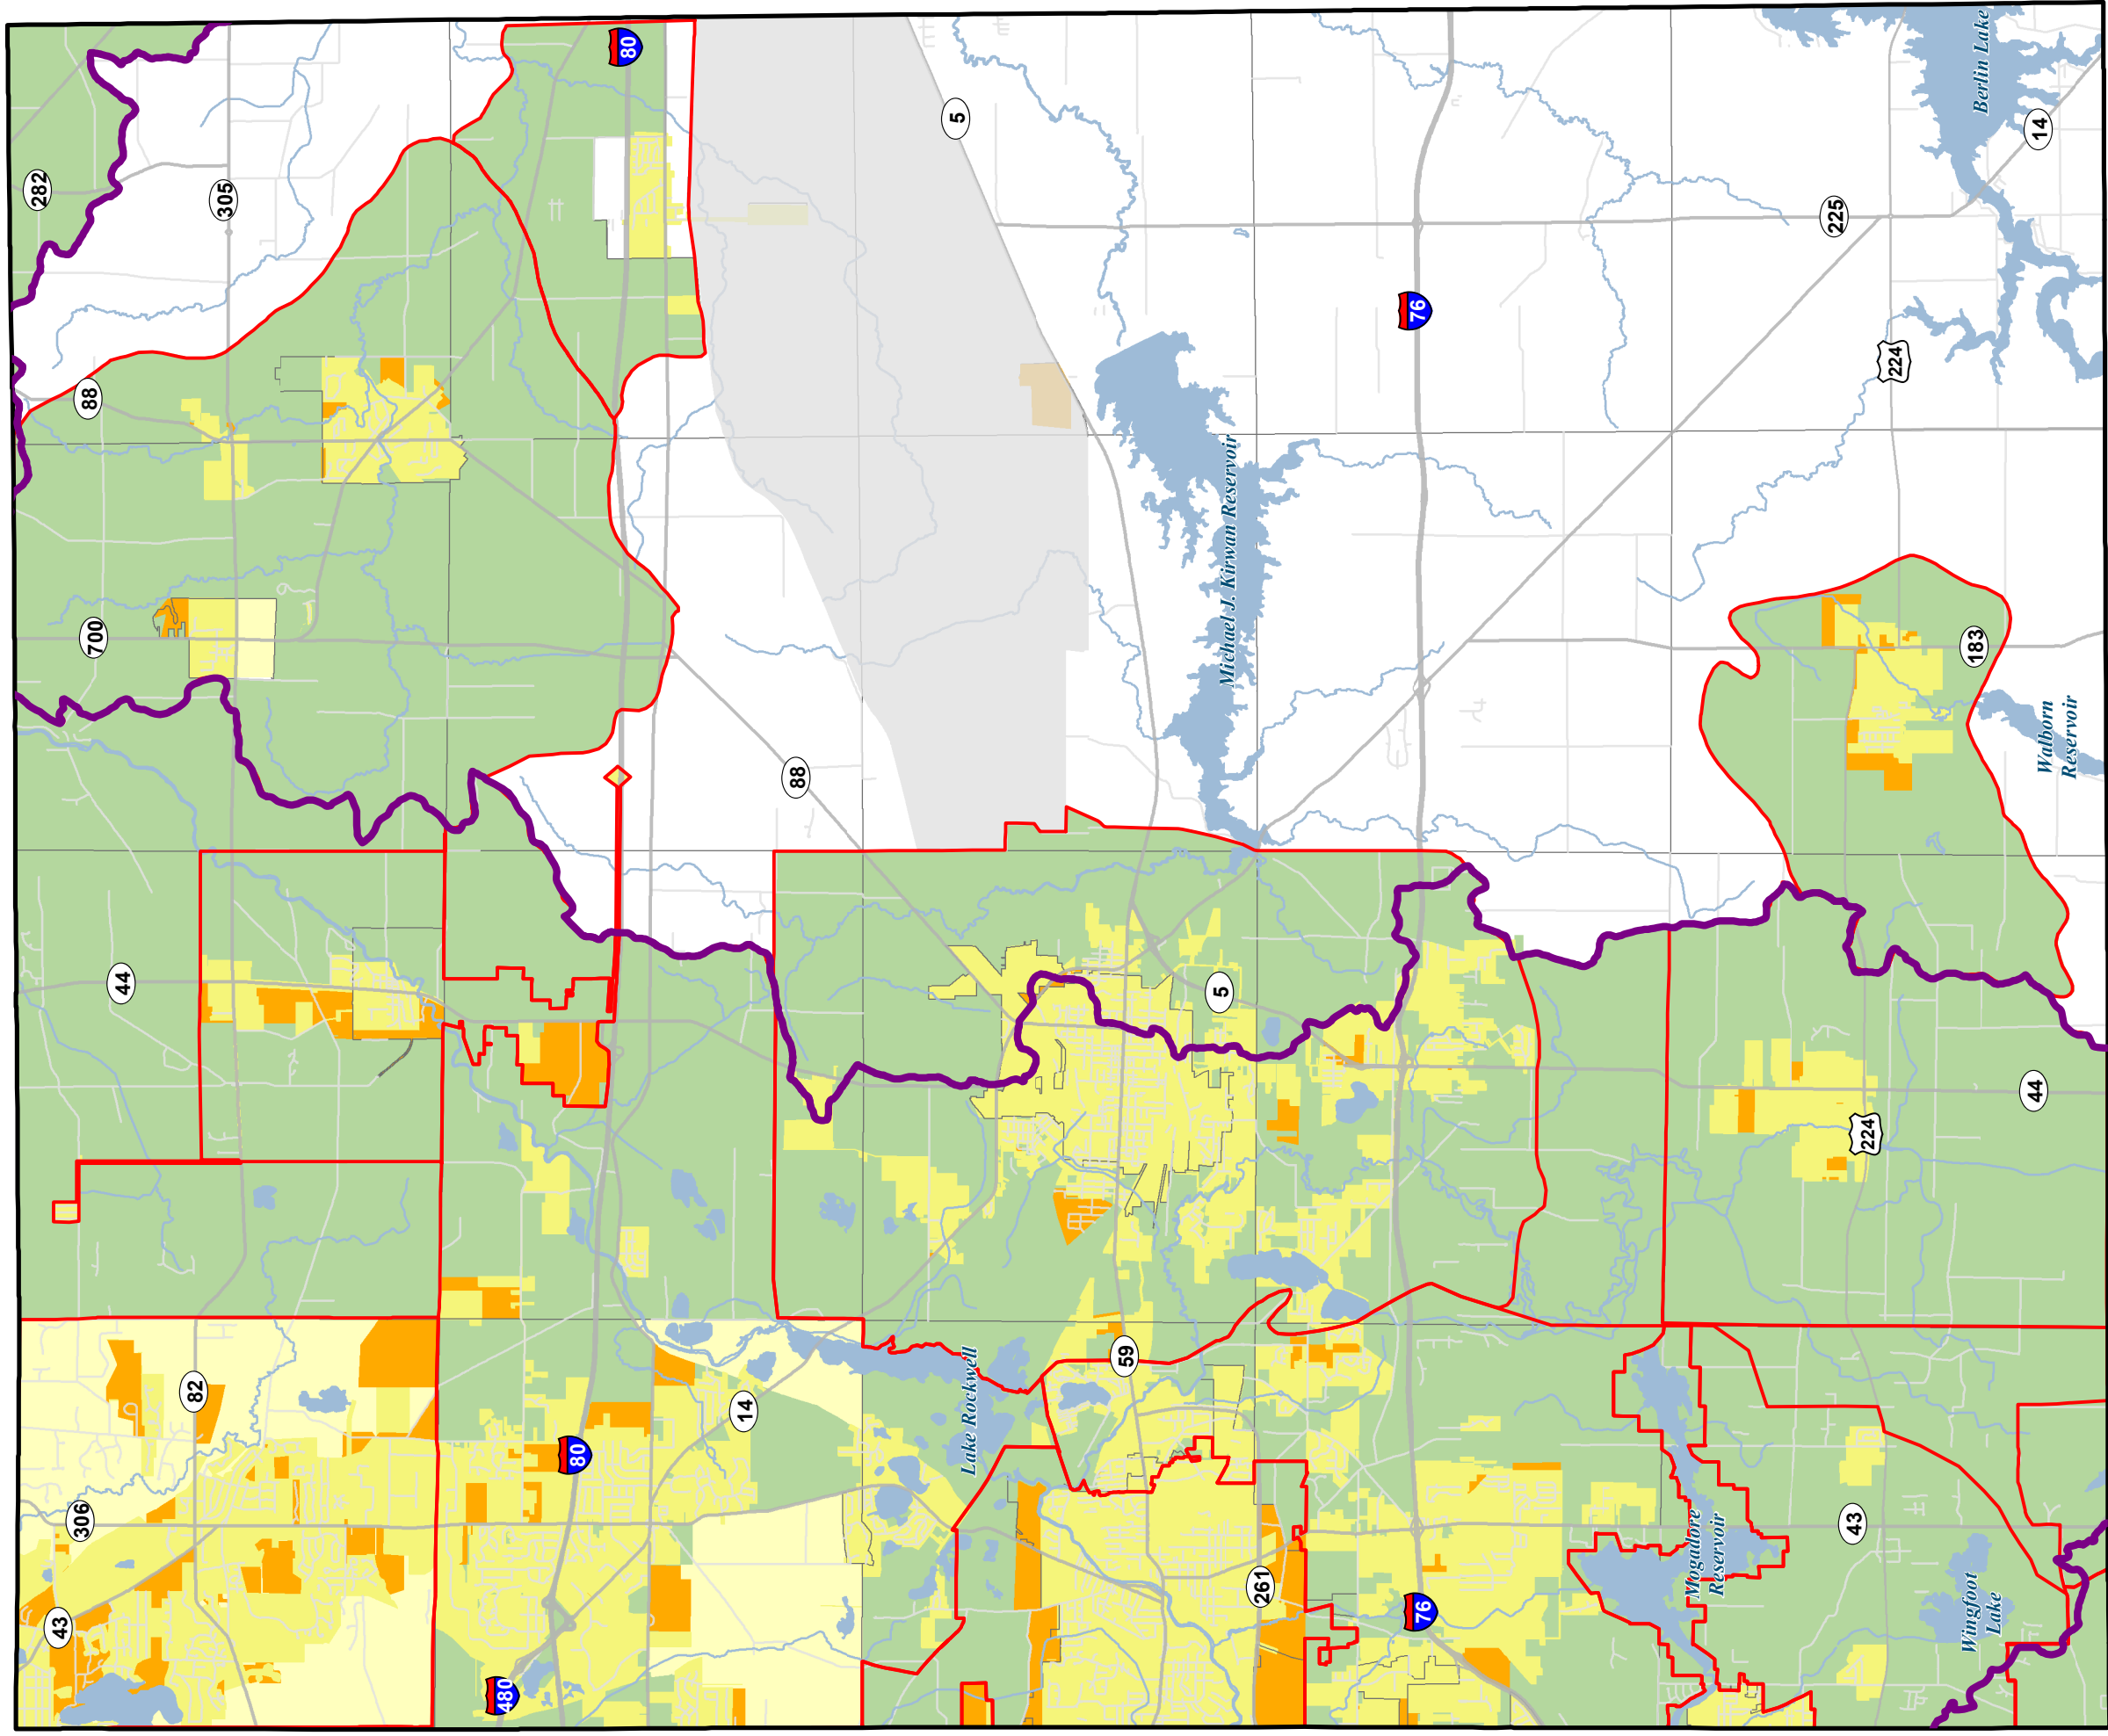 282
305
88
700
44
82
306
43
80
480
80
14
88
5
Michael J. Kirwan Reservoir
5
59
Lake Rockwell
261
76
76
225
224
14
Berlin Lake
183
Walborn
Reservoir
224
44
43
Mogadore
Reservoir
Wingfoot
Lake